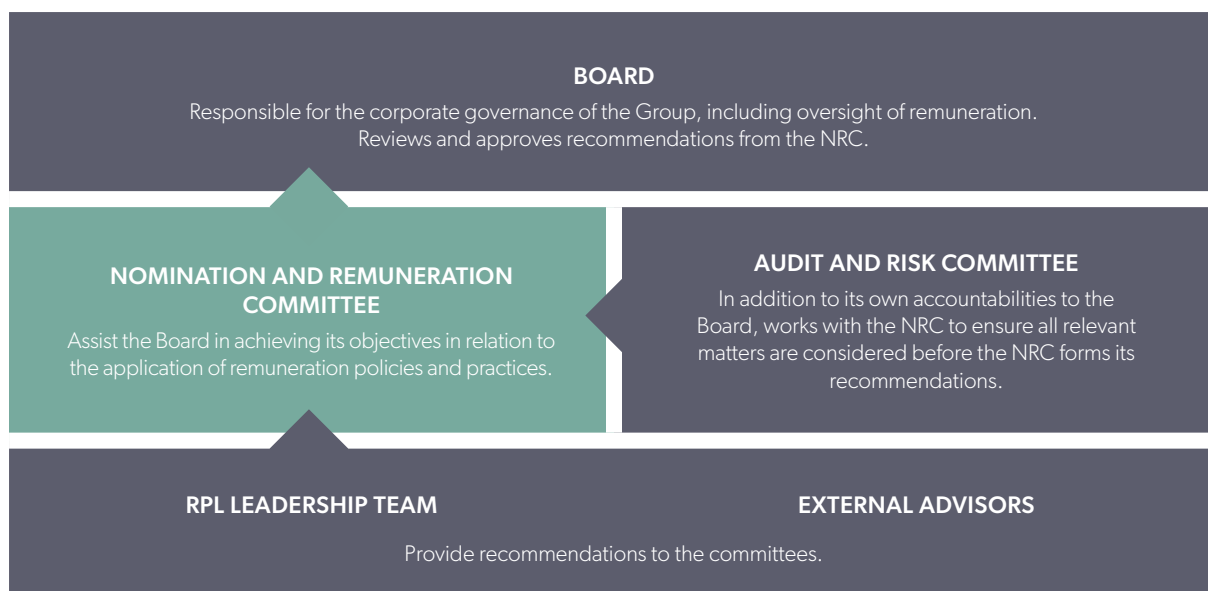 BOARD
Responsible for the corporate governance of the Group, including oversight of remuneration.
Reviews and approves recommendations from the NRC.
NOMINATION AND REMUNERATION
COMMITTEE
Assist the Board in achieving its objectives in relation to
the application of remuneration policies and practices.
AUDIT AND RISK COMMITTEE
In addition to its own accountabilities to the
Board, works with the NRC to ensure all relevant
matters are considered before the NRC forms its
recommendations.
RPL LEADERSHIP TEAM
EXTERNAL ADVISORS
Provide recommendations to the committees.